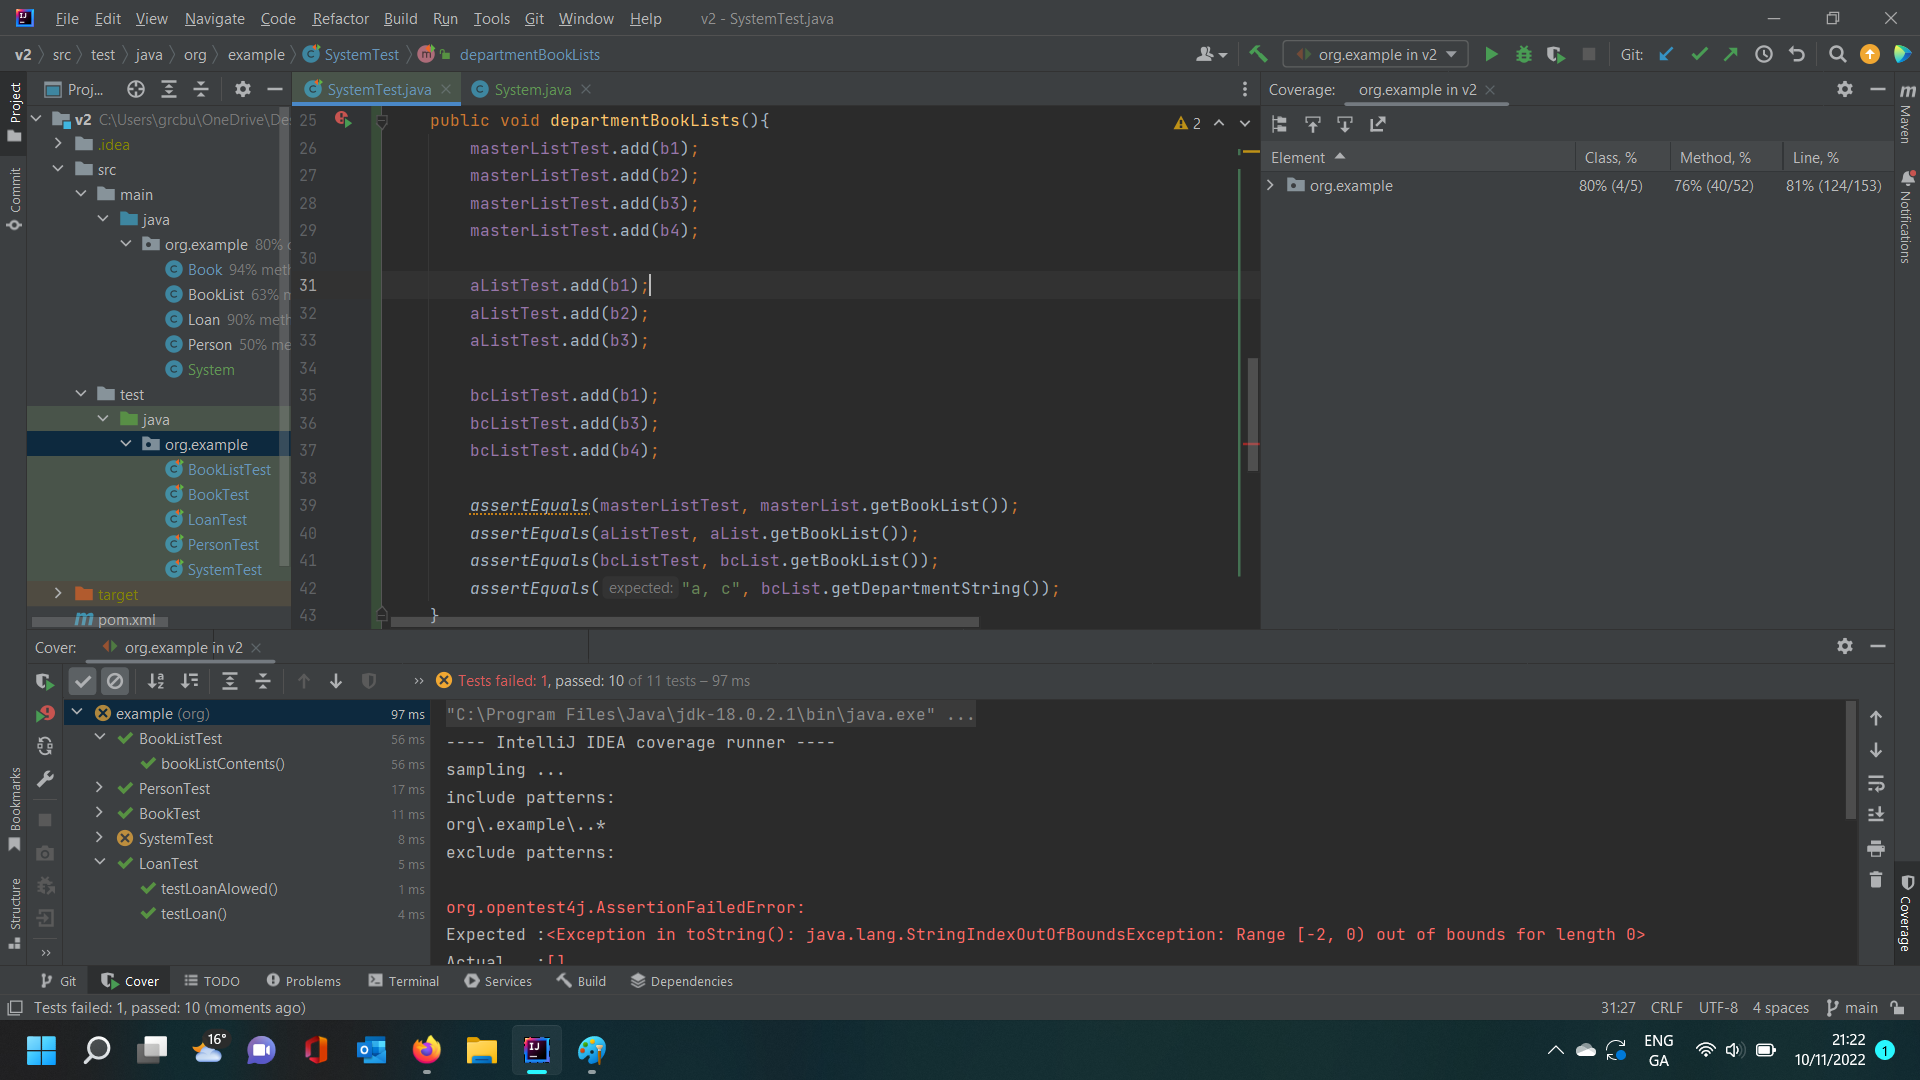 File Edit View Navigate Code Refactor Build Run Tools Git Window Help v2 - SystemTest.java
v2 src test java org example SystemTest m departmentBookLists org.example in v2 Git:
Proj... SystemTest.java System.java Coverage: org.example in v2
Project
Commit
Bookmarks
Structure
v2 C:\Users\grcbu\OneDrive\De
.idea
src
main
java
org.example 80%
Book 94% met
BookList 63%
Loan 90% met
Person 50% me
System
test
java
org.example
BookListTest
BookTest
LoanTest
PersonTest
SystemTest
target
pom.xml
25 public void departmentBookLists(){
26 masterListTest.add(b1);
27 masterListTest.add(b2);
28 masterListTest.add(b3);
29 masterListTest.add(b4);
30
31 aListTest.add(b1);
32 aListTest.add(b2);
33 aListTest.add(b3);
34
35 bcListTest.add(b1);
36 bcListTest.add(b3);
37 bcListTest.add(b4);
38
39 assertEquals(masterListTest, masterList.getBookList());
40 assertEquals(aListTest, aList.getBookList());
41 assertEquals(bcListTest, bcList.getBookList());
42 assertEquals( expected: "a, c", bcList.getDepartmentString());
43 }
2
Element Class, % Method, % Line, %
org.example 80% (4/5) 76% (40/52) 81% (124/153)
Maven
Notifications
Coverage
Cover: org.example in v2
Tests failed: 1, passed: 10 of 11 tests – 97 ms
example (org) 97 ms
BookListTest 56 ms
bookListContents() 56 ms
PersonTest 17 ms
BookTest 11 ms
SystemTest 8 ms
LoanTest 5 ms
testLoanAlowed() 1 ms
testLoan() 4 ms
"C:\Program Files\Java\jdk-18.0.2.1\bin\java.exe" ...
---- IntelliJ IDEA coverage runner ----
sampling ...
include patterns:
org\.example\..*
exclude patterns:
org.opentest4j.AssertionFailedError:
Expected :<Exception in toString(): java.lang.StringIndexOutOfBoundsException: Range [-2, 0) out of bounds for length 0>
Actual :[]
Git Cover TODO Problems Terminal Services Build Dependencies
Tests failed: 1, passed: 10 (moments ago) 31:27 CRLF UTF-8 4 spaces main
16°
ENG
GA
21:22
10/11/2022
1